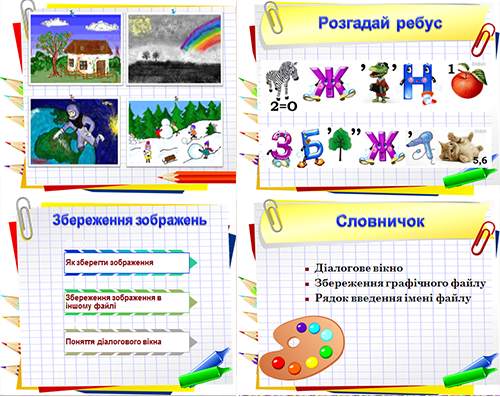 Розгадай ребус
Ж ’ ’ Н 1
2=О
З Б ’ ” Ж ’
5,6
Збереження зображень
Як зберегти зображення
Збереження зображення в
іншому файлі
Поняття діалогового вікна
Словничок
Діалогове вікно
Збереження графічного файлу
Рядок введення імені файлу